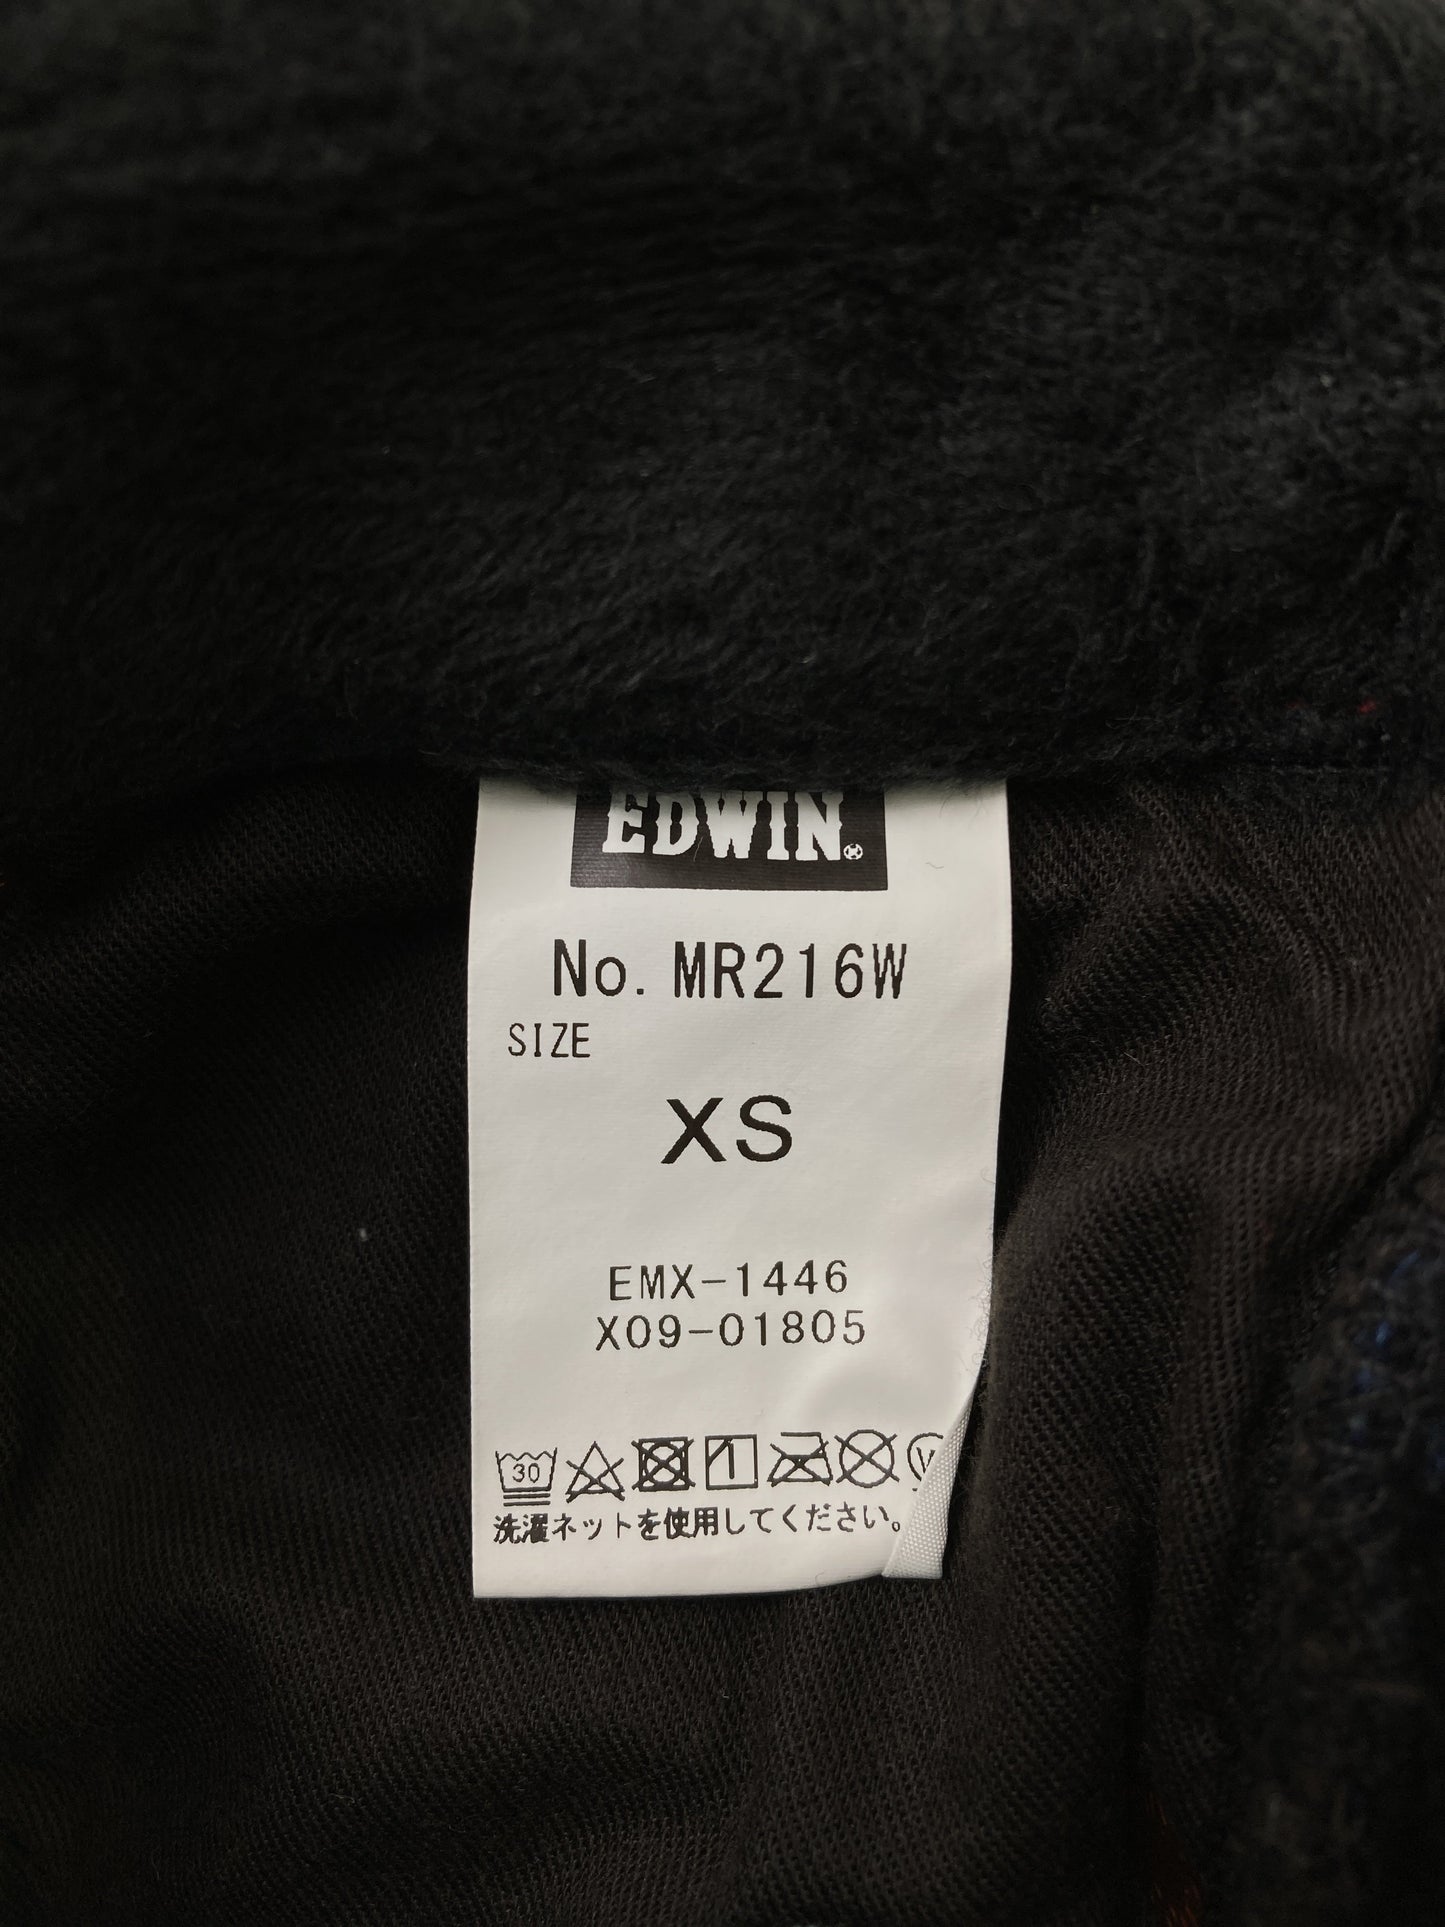 EDWIN®
No. MR216W
SIZE
XS
EMX-1446
X09-01805
30
洗濯ネットを使用してください。